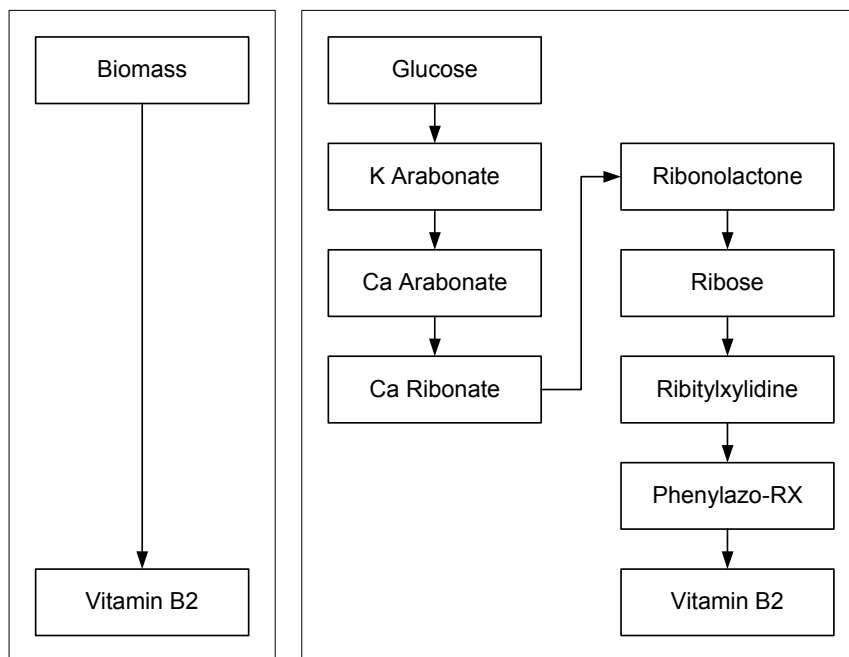 Biomass
Vitamin B2
Glucose
K Arabonate
Ca Arabonate
Ca Ribonate
Ribonolactone
Ribose
Ribitylxylidine
Phenylazo-RX
Vitamin B2